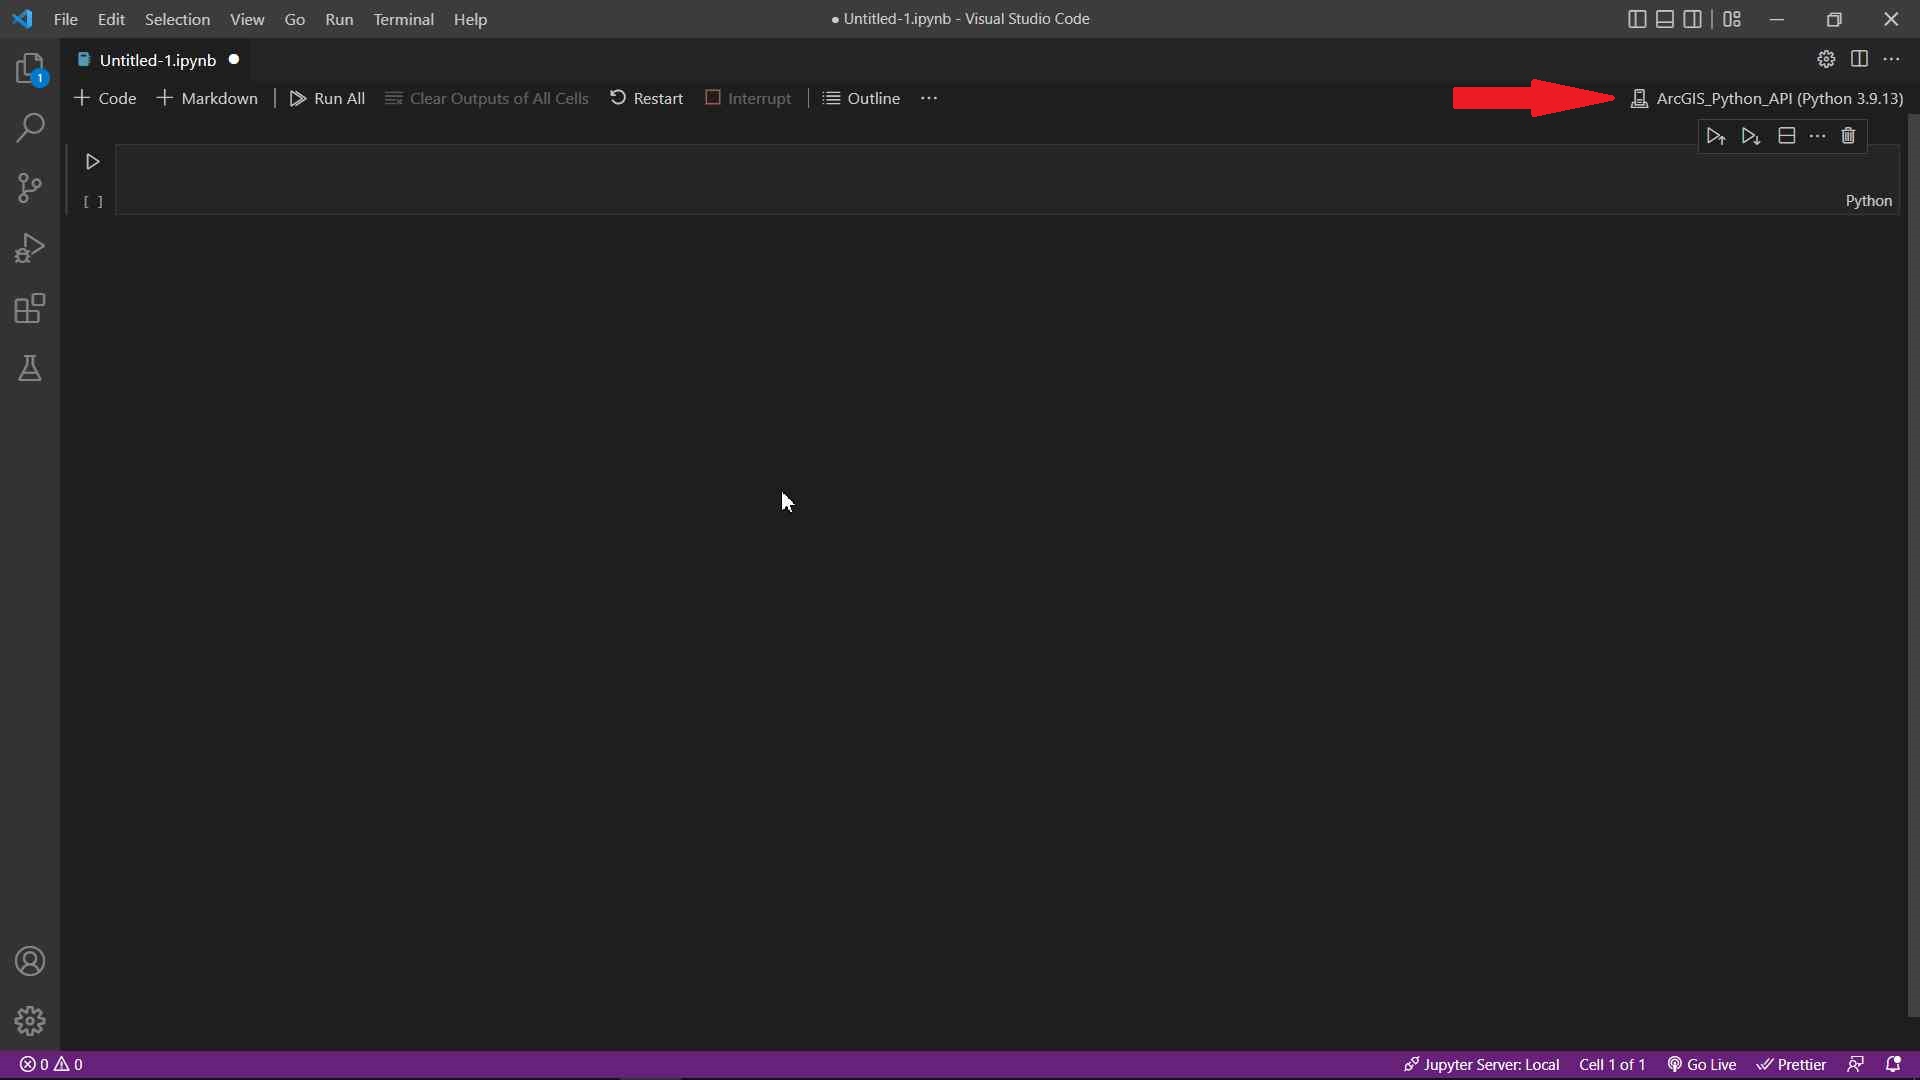 File Edit Selection View Go Run Terminal Help ● Untitled-1.ipynb - Visual Studio Code
Untitled-1.ipynb
1
Code Markdown Run All Clear Outputs of All Cells Restart Interrupt Outline ··· ArcGIS_Python_API (Python 3.9.13)
[ ]
Python
0 0 Jupyter Server: Local Cell 1 of 1 Go Live Prettier